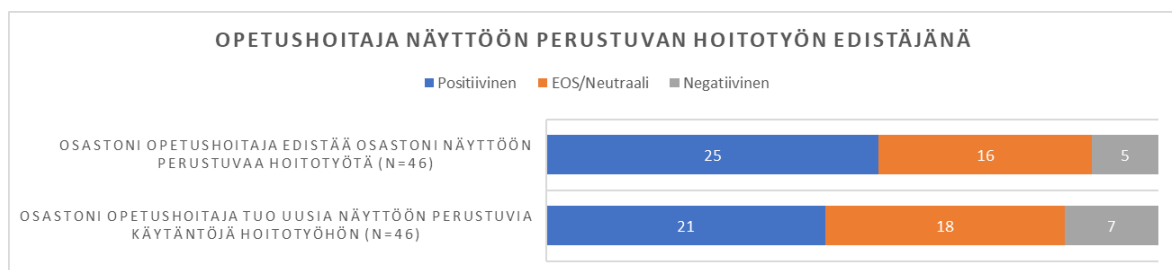 OPETUSHOITAJA NÄYTTÖÖN PERUSTUVAN HOITOTYÖN EDISTÄJÄNÄ
Positiivinen EOS/Neutraali Negatiivinen
OSASTONI OPETUSHOITAJA EDISTÄÄ OSASTONI NÄYTTÖÖN
PERUSTUVAA HOITOTYÖTÄ (N=46)
25 16 5
OSASTONI OPETUSHOITAJA TUO UUSIA NÄYTTÖÖN PERUSTUVIA
KÄYTÄNTÖJÄ HOITOTYÖHÖN (N=46)
21 18 7